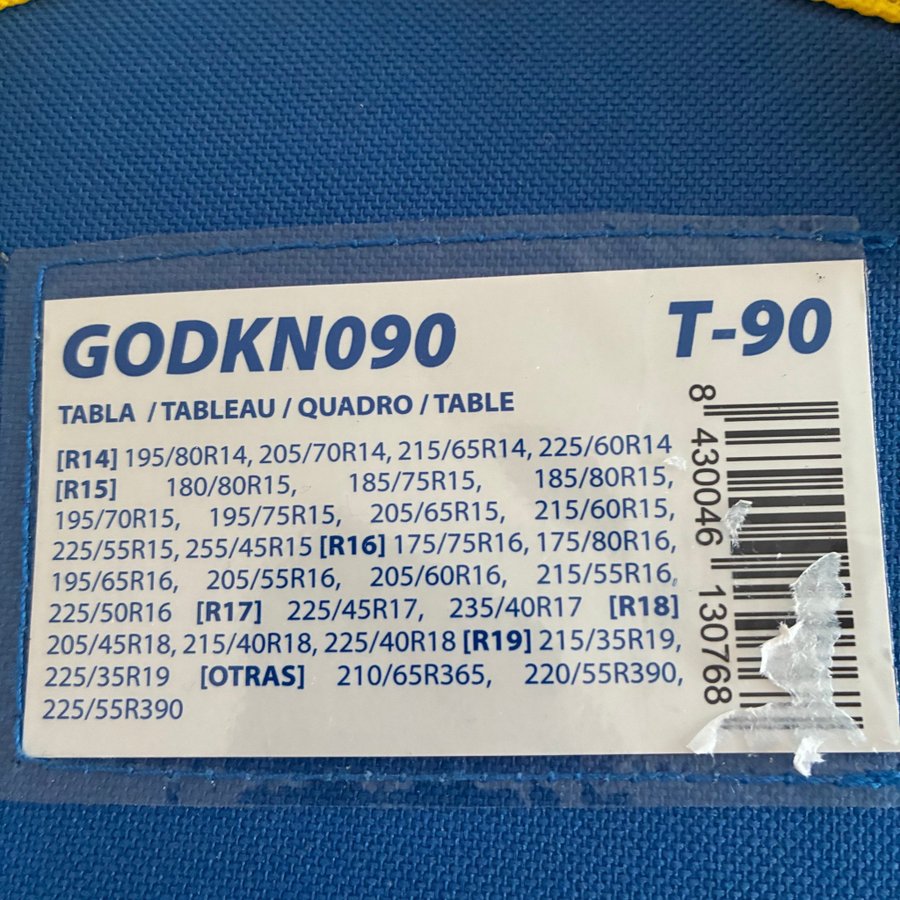 GODKN090 T-90
TABLA / TABLEAU / QUADRO / TABLE
[R14] 195/80R14, 205/70R14, 215/65R14, 225/60R14
[R15] 180/80R15, 185/75R15, 185/80R15,
195/70R15, 195/75R15, 205/65R15, 215/60R15,
225/55R15, 255/45R15 [R16] 175/75R16, 175/80R16,
195/65R16, 205/55R16, 205/60R16, 215/55R16,
225/50R16 [R17] 225/45R17, 235/40R17 [R18]
205/45R18, 215/40R18, 225/40R18 [R19] 215/35R19,
225/35R19 [OTRAS] 210/65R365, 220/55R390,
225/55R390
8 430046 130768